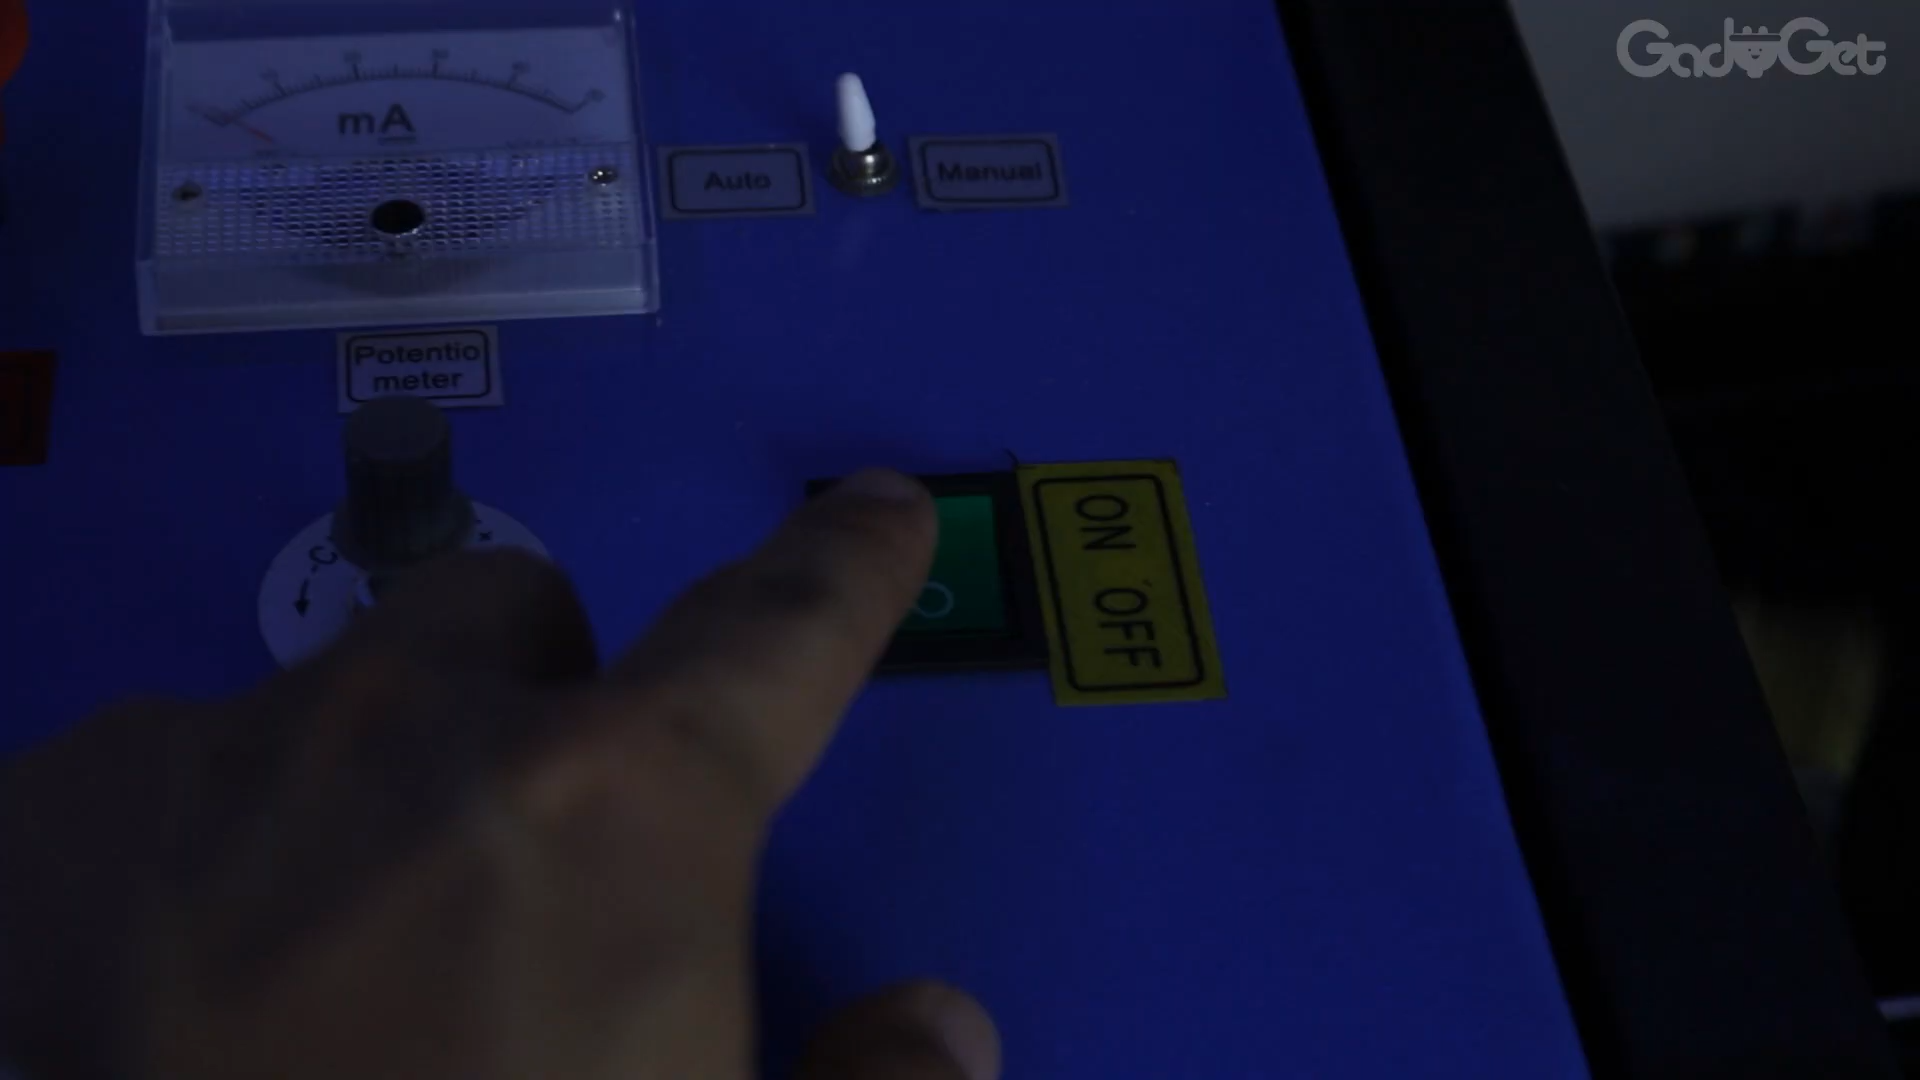 GadGet
mA
Auto
Manual
Potentio
meter
ON OFF